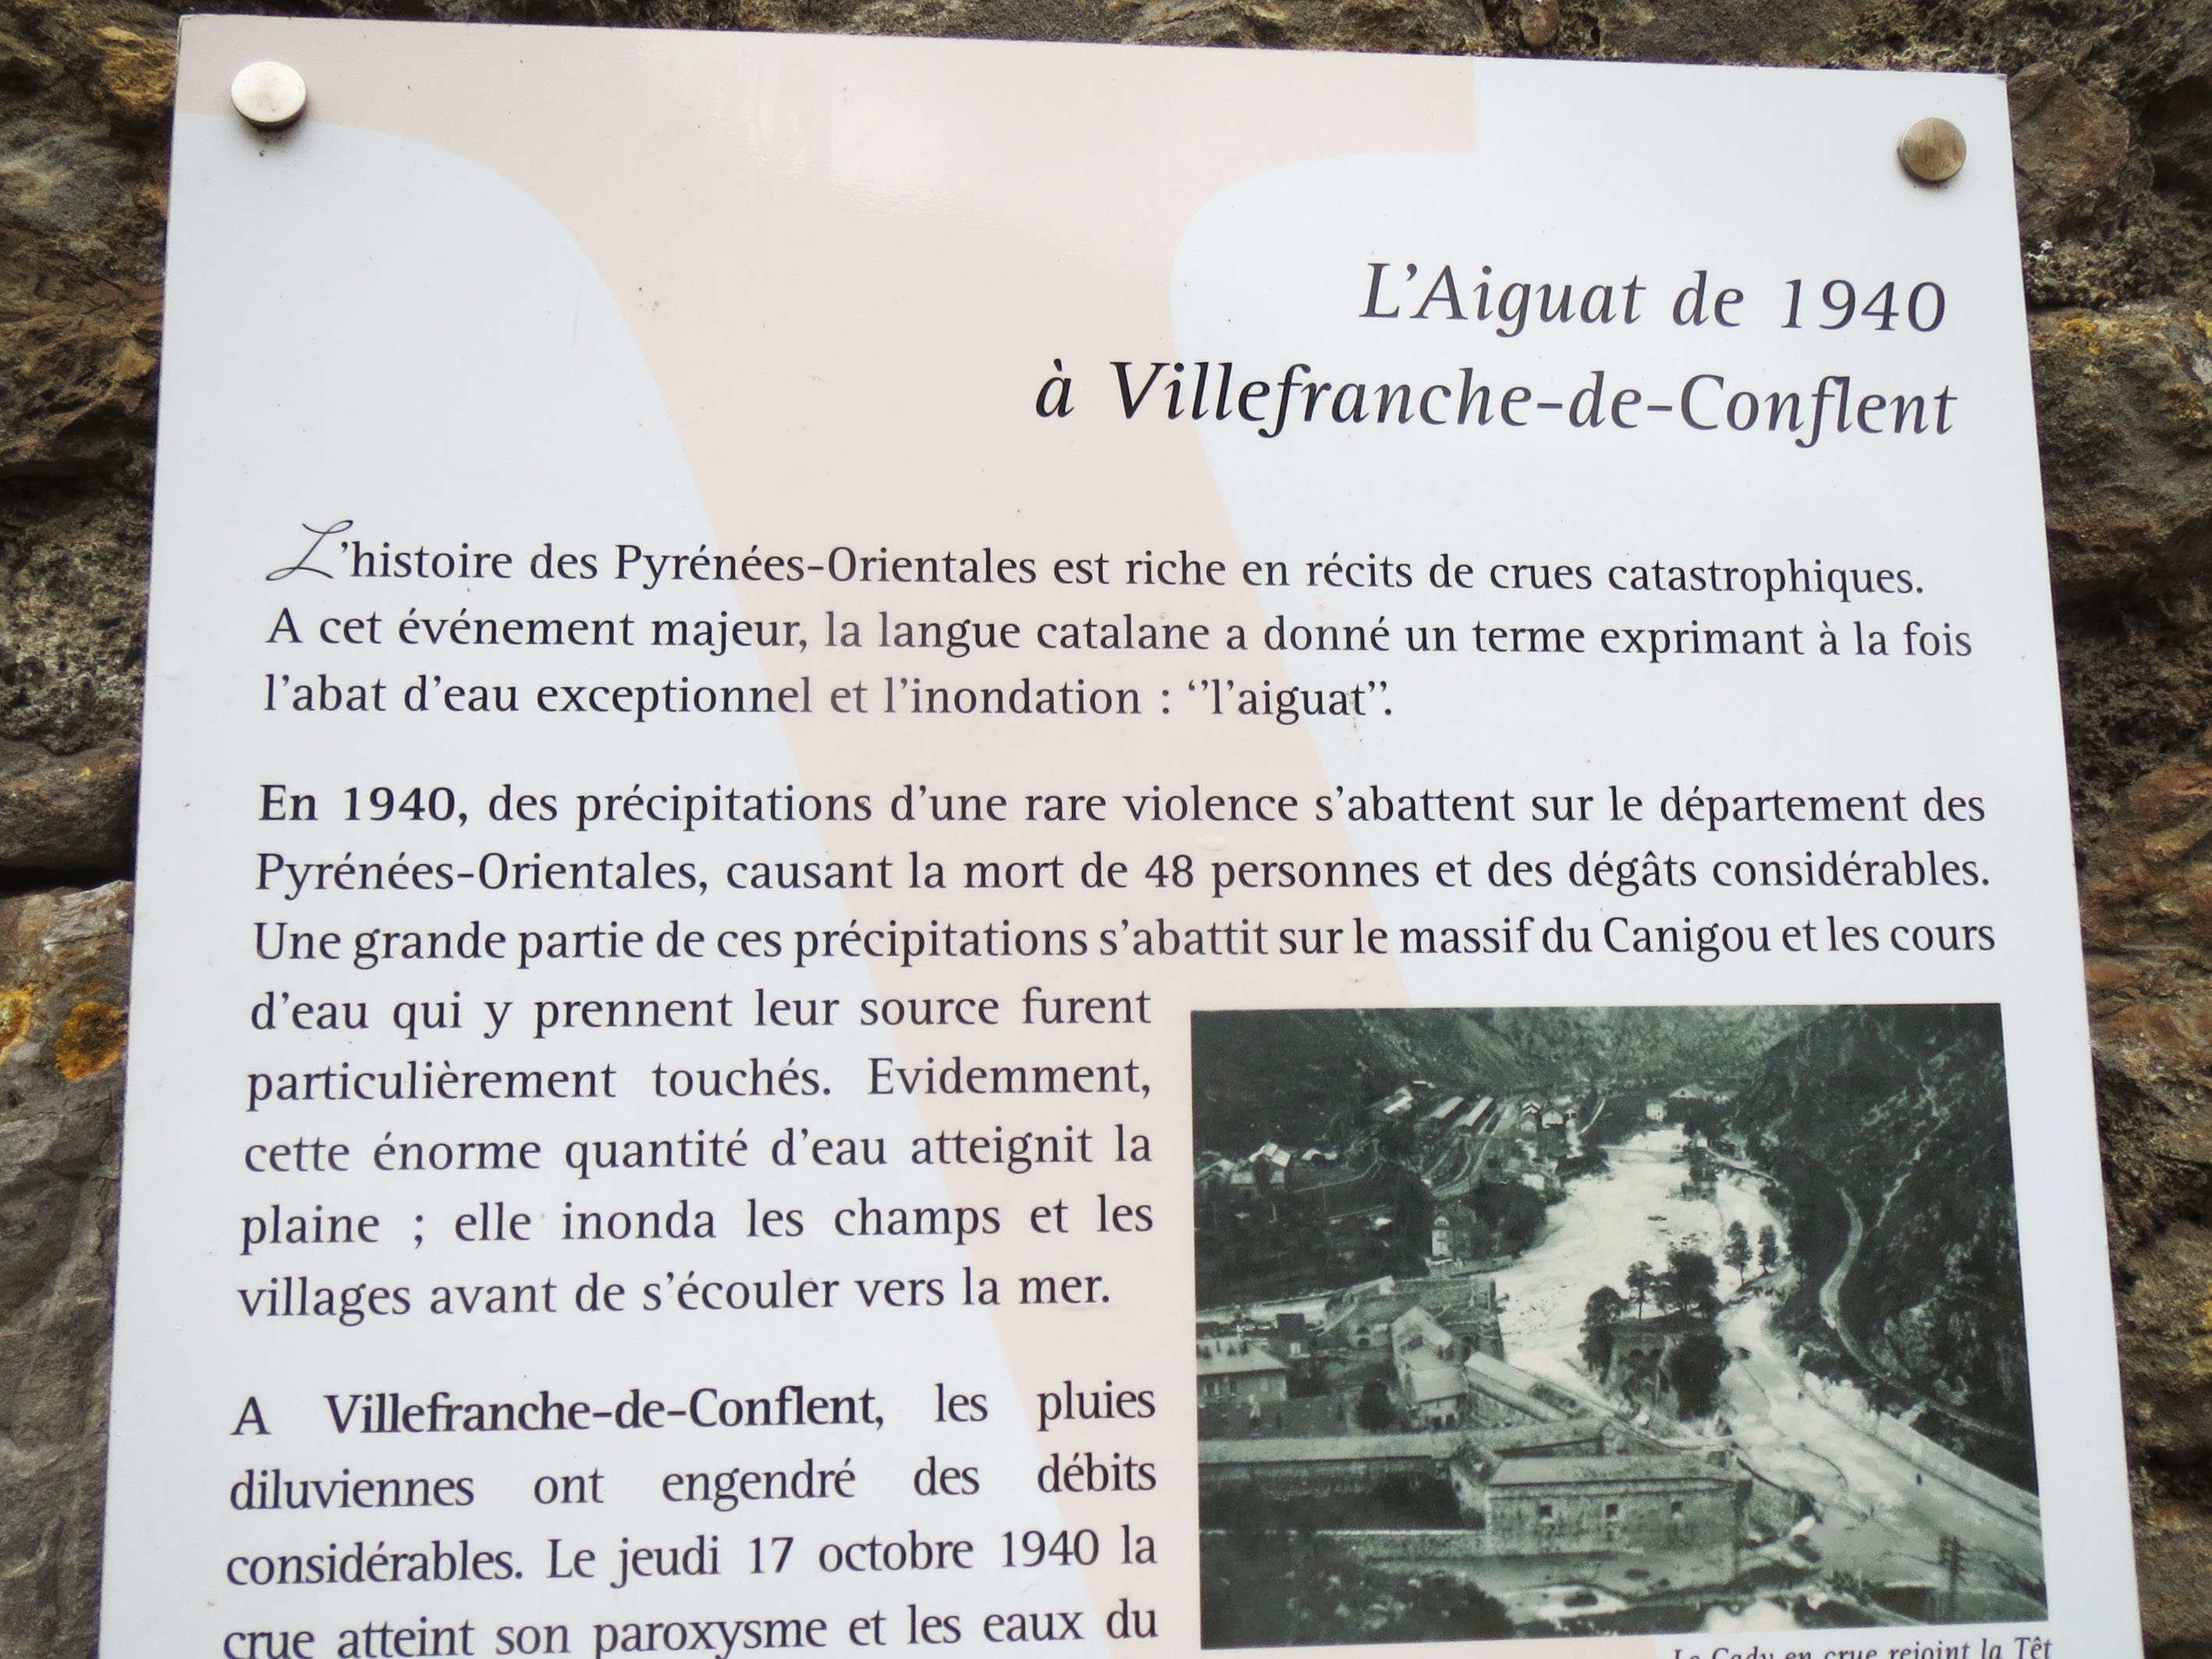 L'Aiguat de 1940
à Villefranche-de-Conflent
L'histoire des Pyrénées-Orientales est riche en récits de crues catastrophiques.
A cet événement majeur, la langue catalane a donné un terme exprimant à la fois
l'abat d'eau exceptionnel et l'inondation : ‘’l'aiguat’’.
En 1940, des précipitations d'une rare violence s'abattent sur le département des
Pyrénées-Orientales, causant la mort de 48 personnes et des dégâts considérables.
Une grande partie de ces précipitations s'abattit sur le massif du Canigou et les cours
d'eau qui y prennent leur source furent
particulièrement touchés. Evidemment,
cette énorme quantité d'eau atteignit la
plaine ; elle inonda les champs et les
villages avant de s'écouler vers la mer.
A Villefranche-de-Conflent, les pluies
diluviennes ont engendré des débits
considérables. Le jeudi 17 octobre 1940 la
crue atteint son paroxysme et les eaux du
Le Cady en crue rejoint la Têt